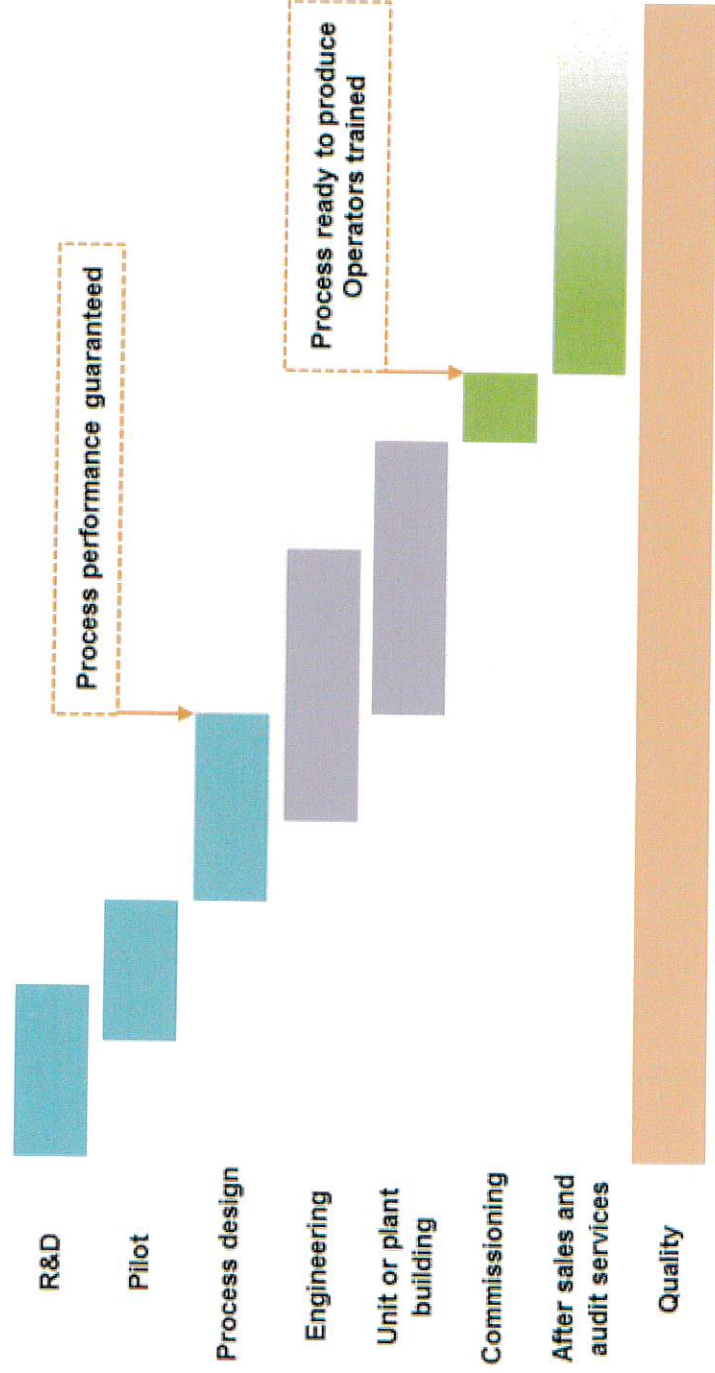 R&D
Pilot
Process design
Engineering
Unit or plant
building
Commissioning
After sales and
audit services
Quality
Process performance guaranteed
Process ready to produce
Operators trained